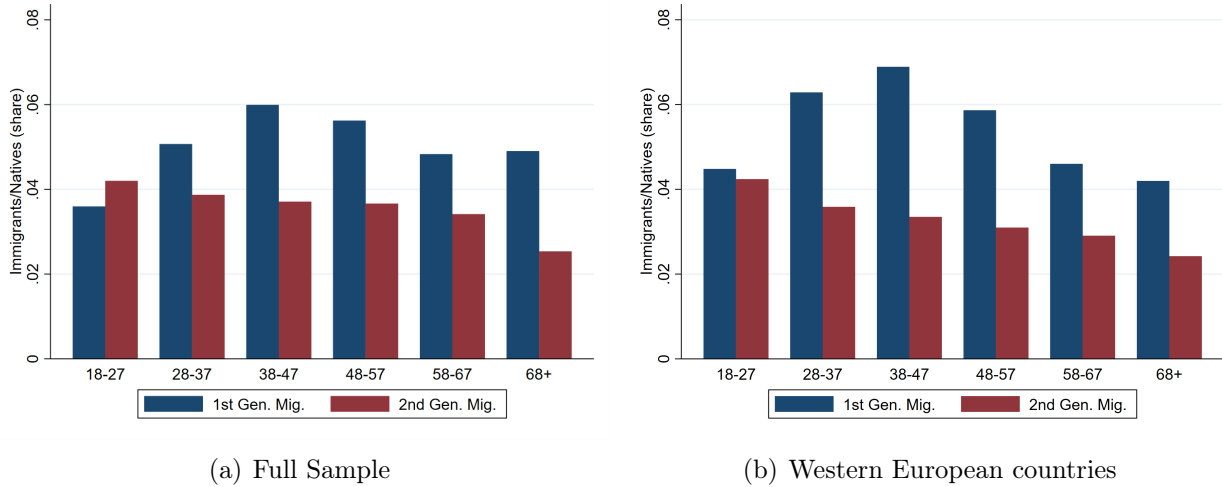 Immigrants/Natives (share)
.08
.06
.04
.02
0
18-27 28-37 38-47 48-57 58-67 68+
1st Gen. Mig. 2nd Gen. Mig.
(a) Full Sample
Immigrants/Natives (share)
.08
.06
.04
.02
0
18-27 28-37 38-47 48-57 58-67 68+
1st Gen. Mig. 2nd Gen. Mig.
(b) Western European countries